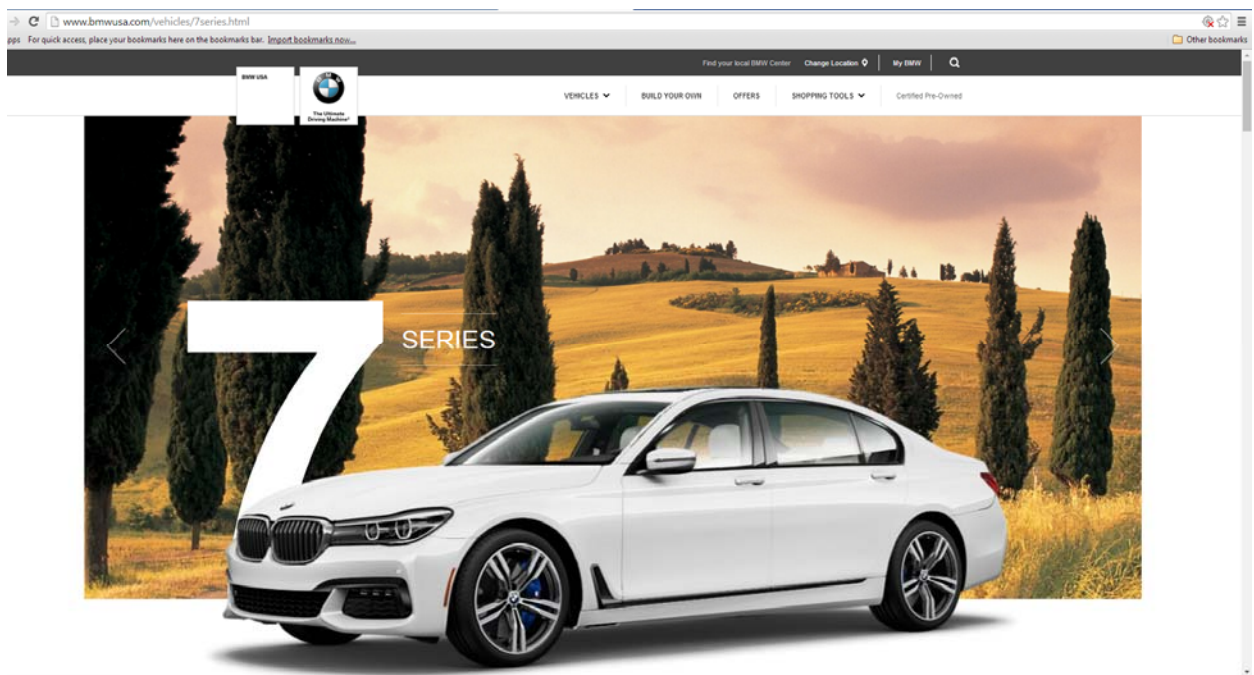 www.bmwusa.com/vehicles/7series.html
pps For quick access, place your bookmarks here on the bookmarks bar. Import bookmarks now...
Other bookmarks
Find your local BMW Center Change Location My BMW
BMW USA
BMW
The Ultimate
Driving Machine®
VEHICLES BUILD YOUR OWN OFFERS SHOPPING TOOLS Certified Pre-Owned
7 SERIES